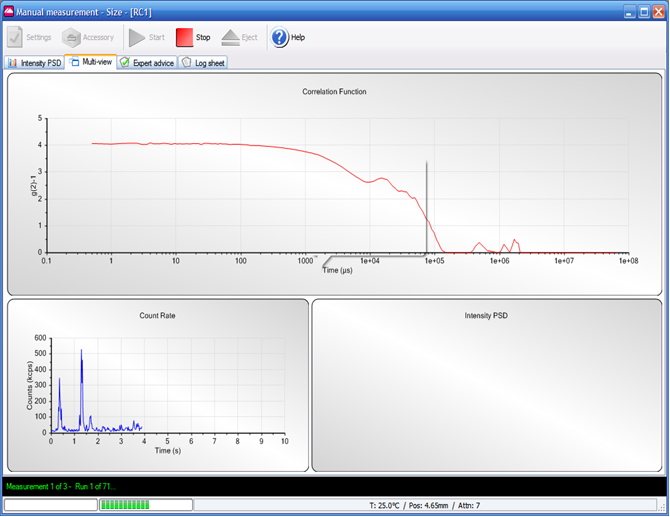 Manual measurement - Size - [RC1]
Settings Accessory Start Stop Eject Help
Intensity PSD Multi-view Expert advice Log sheet
Correlation Function
g(2)-1
5
4
3
2
1
0
0.1 1 10 100 1000 1e+04 1e+05 1e+06 1e+07 1e+08
Time (µs)
Count Rate
Counts (kcps)
600
500
400
300
200
100
0
0 1 2 3 4 5 6 7 8 9 10
Time (s)
Intensity PSD
Measurement 1 of 3 - Run 1 of 71...
T: 25.0°C / Pos: 4.65mm / Attn: 7